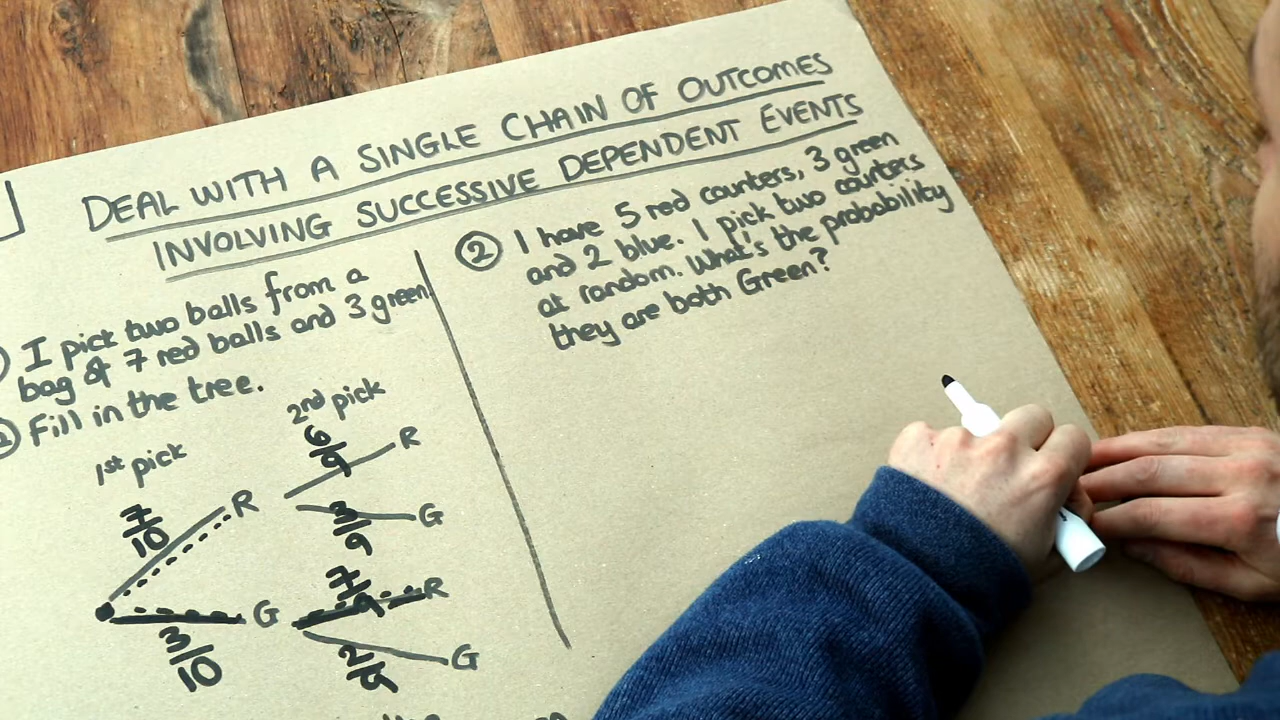 DEAL WITH A SINGLE CHAIN OF OUTCOMES
INVOLVING SUCCESSIVE DEPENDENT EVENTS
I pick two balls from a
bag of 7 red balls and 3 green
Fill in the tree.
1st pick
2nd pick
7/10
R
3/10
G
6/9
R
3/9
G
7/9
R
2/9
G
2
I have 5 red counters, 3 green
and 2 blue. I pick two counters
at random. What's the probability
they are both Green?